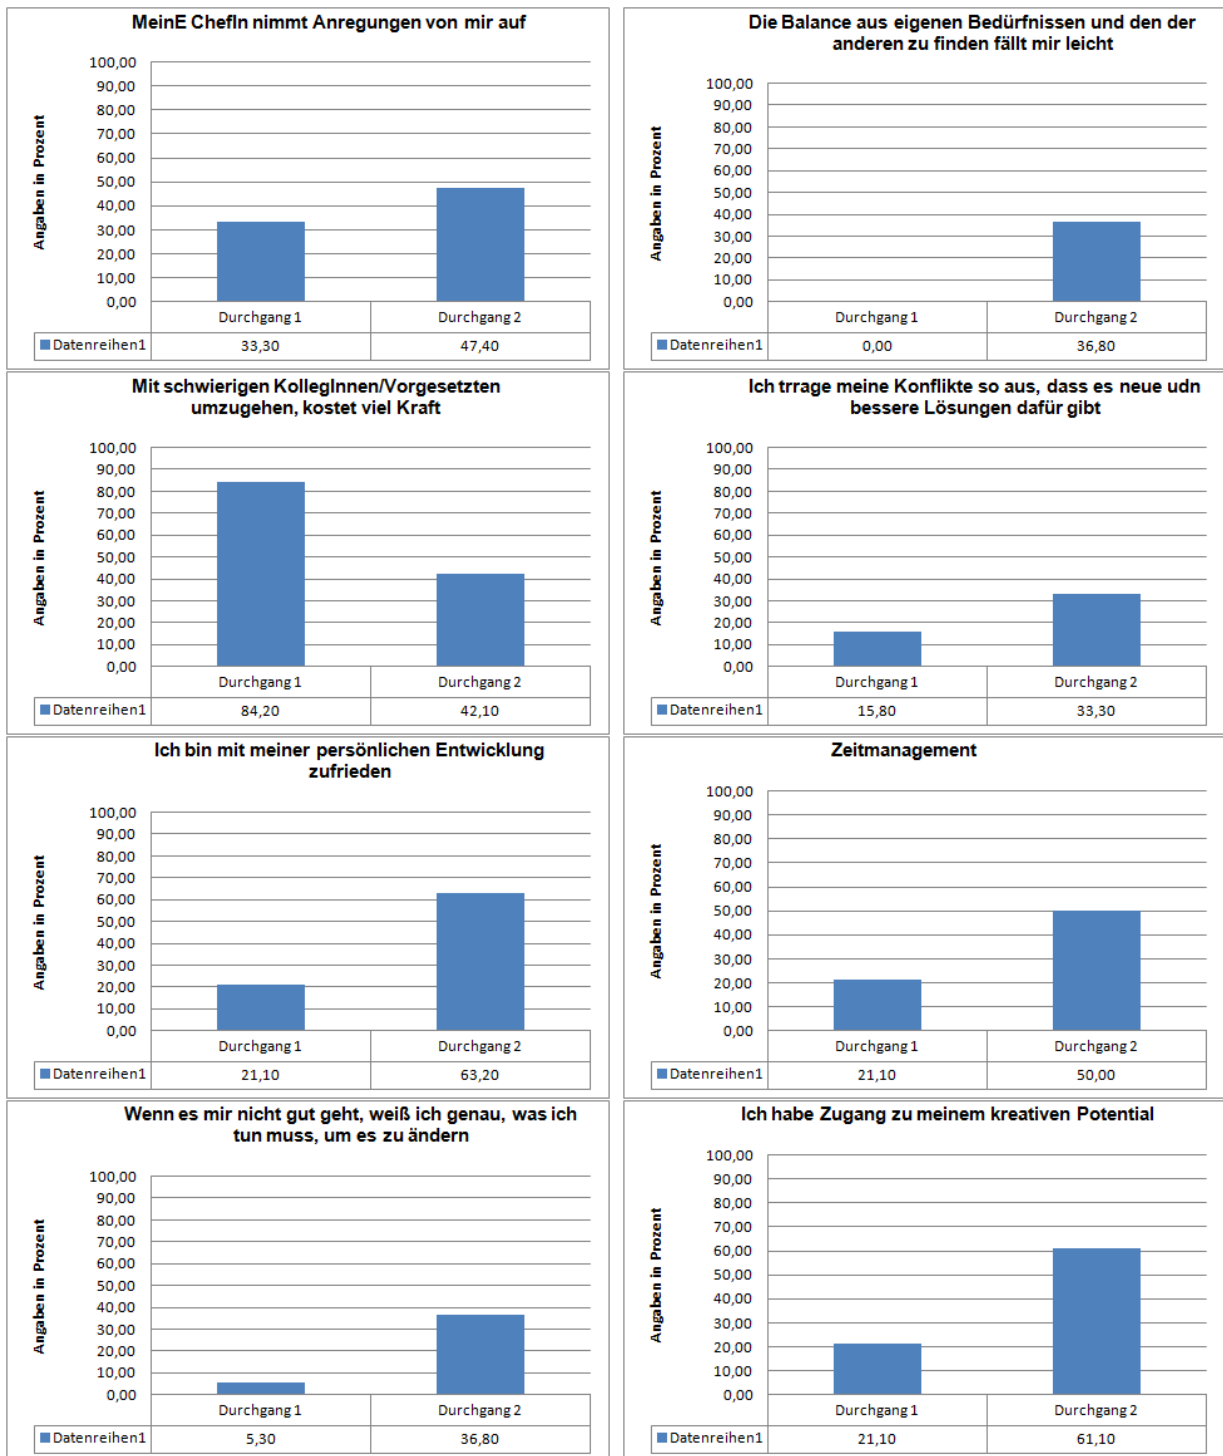 MeinE ChefIn nimmt Anregungen von mir auf
Angaben in Prozent
100,00
90,00
80,00
70,00
60,00
50,00
40,00
30,00
20,00
10,00
0,00
Durchgang 1 Durchgang 2
Datenreihen1 33,30 47,40
Die Balance aus eigenen Bedürfnissen und den der
anderen zu finden fällt mir leicht
Angaben in Prozent
100,00
90,00
80,00
70,00
60,00
50,00
40,00
30,00
20,00
10,00
0,00
Durchgang 1 Durchgang 2
Datenreihen1 0,00 36,80
Mit schwierigen KollegInnen/Vorgesetzten
umzugehen, kostet viel Kraft
Angaben in Prozent
100,00
90,00
80,00
70,00
60,00
50,00
40,00
30,00
20,00
10,00
0,00
Durchgang 1 Durchgang 2
Datenreihen1 84,20 42,10
Ich trrage meine Konflikte so aus, dass es neue udn
bessere Lösungen dafür gibt
Angaben in Prozent
100,00
90,00
80,00
70,00
60,00
50,00
40,00
30,00
20,00
10,00
0,00
Durchgang 1 Durchgang 2
Datenreihen1 15,80 33,30
Ich bin mit meiner persönlichen Entwicklung
zufrieden
Angaben in Prozent
100,00
90,00
80,00
70,00
60,00
50,00
40,00
30,00
20,00
10,00
0,00
Durchgang 1 Durchgang 2
Datenreihen1 21,10 63,20
Zeitmanagement
Angaben in Prozent
100,00
90,00
80,00
70,00
60,00
50,00
40,00
30,00
20,00
10,00
0,00
Durchgang 1 Durchgang 2
Datenreihen1 21,10 50,00
Wenn es mir nicht gut geht, weiß ich genau, was ich
tun muss, um es zu ändern
Angaben in Prozent
100,00
90,00
80,00
70,00
60,00
50,00
40,00
30,00
20,00
10,00
0,00
Durchgang 1 Durchgang 2
Datenreihen1 5,30 36,80
Ich habe Zugang zu meinem kreativen Potential
Angaben in Prozent
100,00
90,00
80,00
70,00
60,00
50,00
40,00
30,00
20,00
10,00
0,00
Durchgang 1 Durchgang 2
Datenreihen1 21,10 61,10